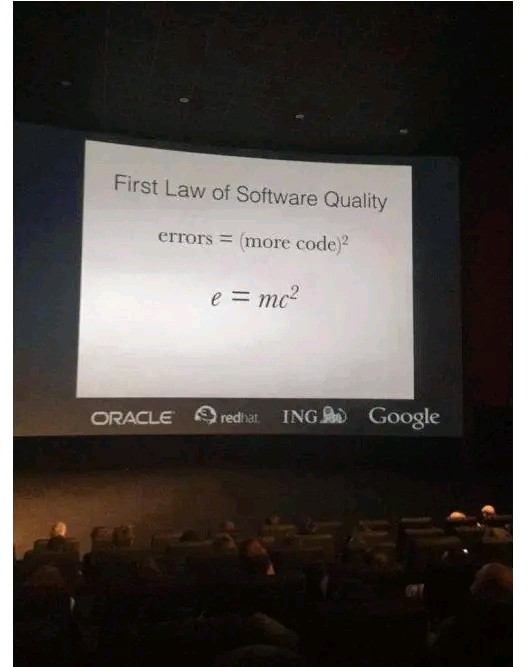 First Law of Software Quality
errors = (more code)²
e = mc²
ORACLE redhat. ING Google